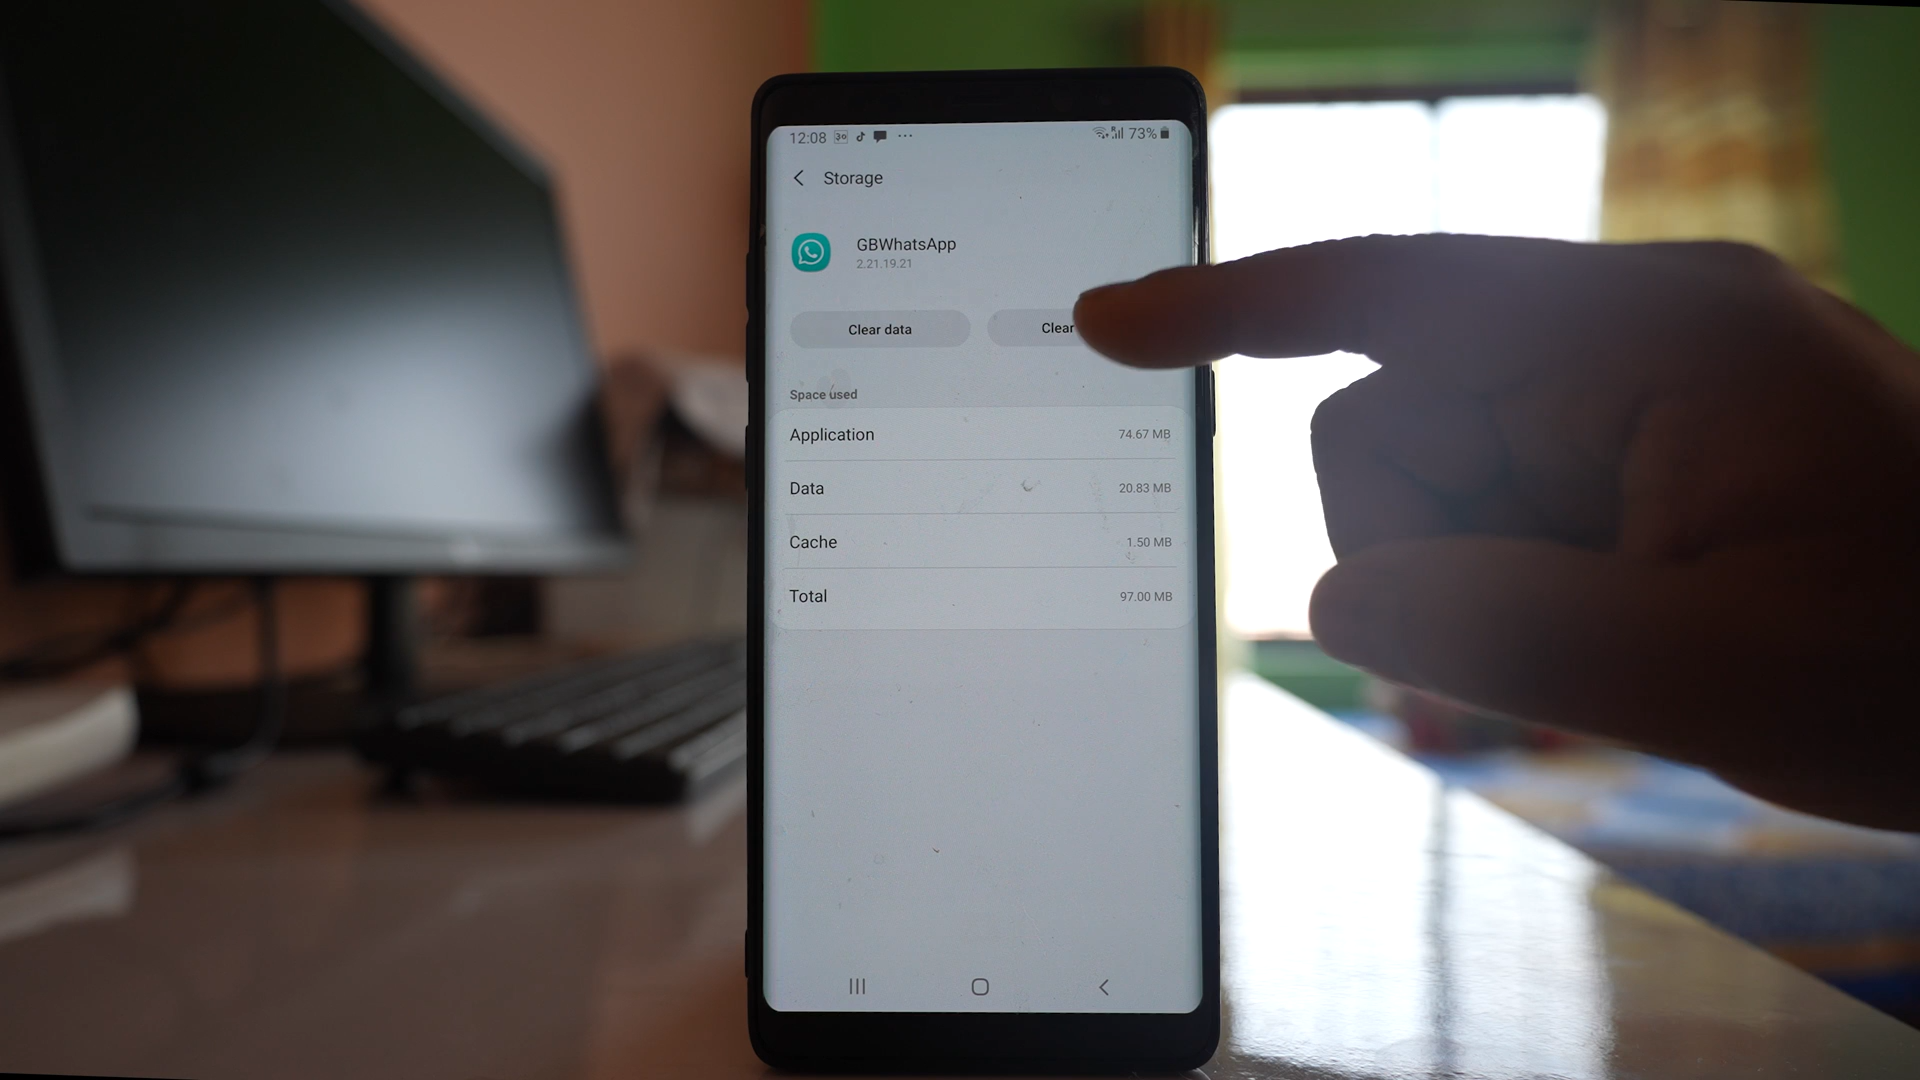 12:08 73%
Storage
GBWhatsApp
2.21.19.21
Clear data Clear
Space used
Application 74.67 MB
Data 20.83 MB
Cache 1.50 MB
Total 97.00 MB